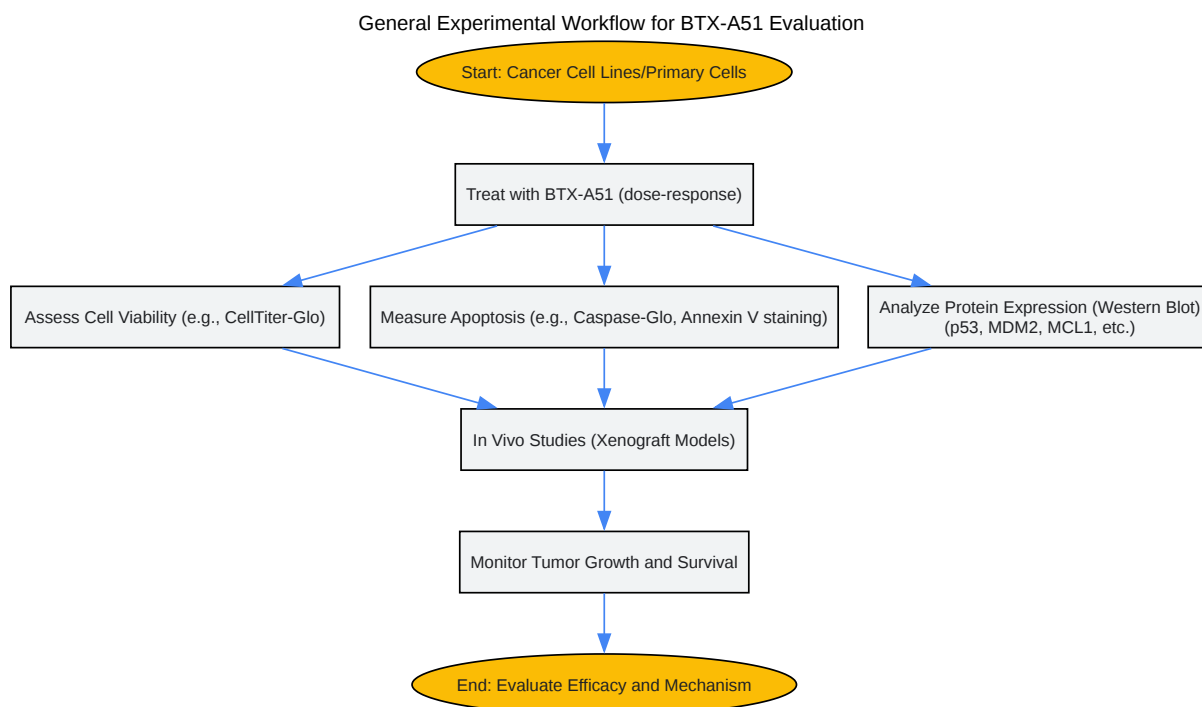 General Experimental Workflow for BTX-A51 Evaluation
Start: Cancer Cell Lines/Primary Cells
Treat with BTX-A51 (dose-response)
Assess Cell Viability (e.g., CellTiter-Glo)
Measure Apoptosis (e.g., Caspase-Glo, Annexin V staining)
Analyze Protein Expression (Western Blot)
(p53, MDM2, MCL1, etc.)
In Vivo Studies (Xenograft Models)
Monitor Tumor Growth and Survival
End: Evaluate Efficacy and Mechanism